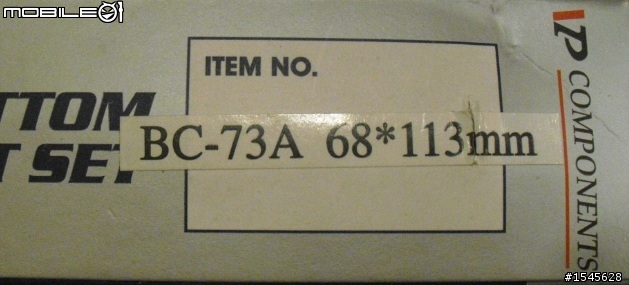 MOBILE01
ITEM NO.
TTOM
T SET
BC-73A 68*113mm
P COMPONENTS
#1545628